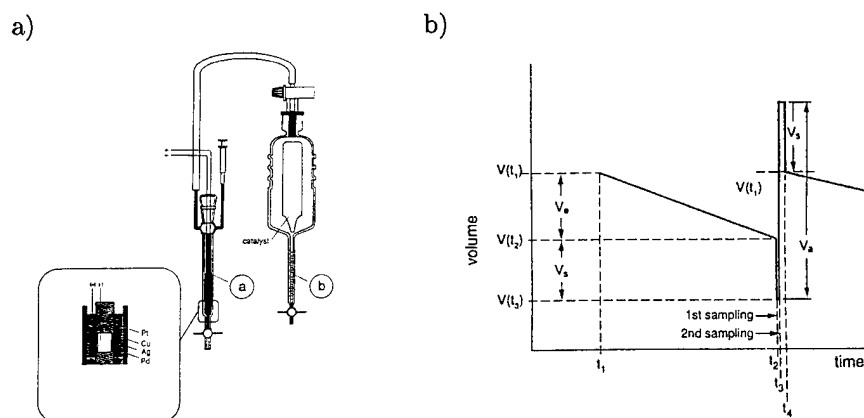 a)
catalyst
a
b
Pt
Cu
Ag
Pd
b)
volume
V(t₁)
V(t₂)
V(t₃)
Vₑ
Vₛ
Vₛ
V(t₁)
Vₐ
1st sampling
2nd sampling
t₁
t₂
t₃
t₄
time